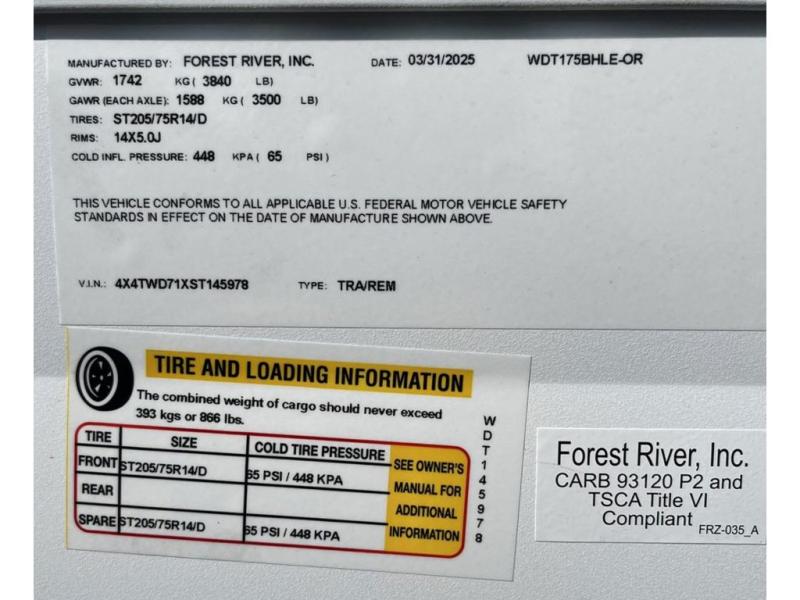 MANUFACTURED BY: FOREST RIVER, INC. DATE: 03/31/2025 WDT175BHLE-OR
GVWR: 1742 KG ( 3840 LB)
GAWR (EACH AXLE): 1588 KG ( 3500 LB)
TIRES: ST205/75R14/D
RIMS: 14X5.0J
COLD INFL. PRESSURE: 448 KPA ( 65 PSI )
THIS VEHICLE CONFORMS TO ALL APPLICABLE U.S. FEDERAL MOTOR VEHICLE SAFETY
STANDARDS IN EFFECT ON THE DATE OF MANUFACTURE SHOWN ABOVE.
V.I.N.: 4X4TWD71XST145978 TYPE: TRA/REM
TIRE AND LOADING INFORMATION
The combined weight of cargo should never exceed
393 kgs or 866 lbs.
TIRE SIZE COLD TIRE PRESSURE
FRONT ST205/75R14/D 65 PSI / 448 KPA
REAR
SPARE ST205/75R14/D 65 PSI / 448 KPA
SEE OWNER'S
MANUAL FOR
ADDITIONAL
INFORMATION
WDT145978
Forest River, Inc.
CARB 93120 P2 and
TSCA Title VI
Compliant FRZ-035_A